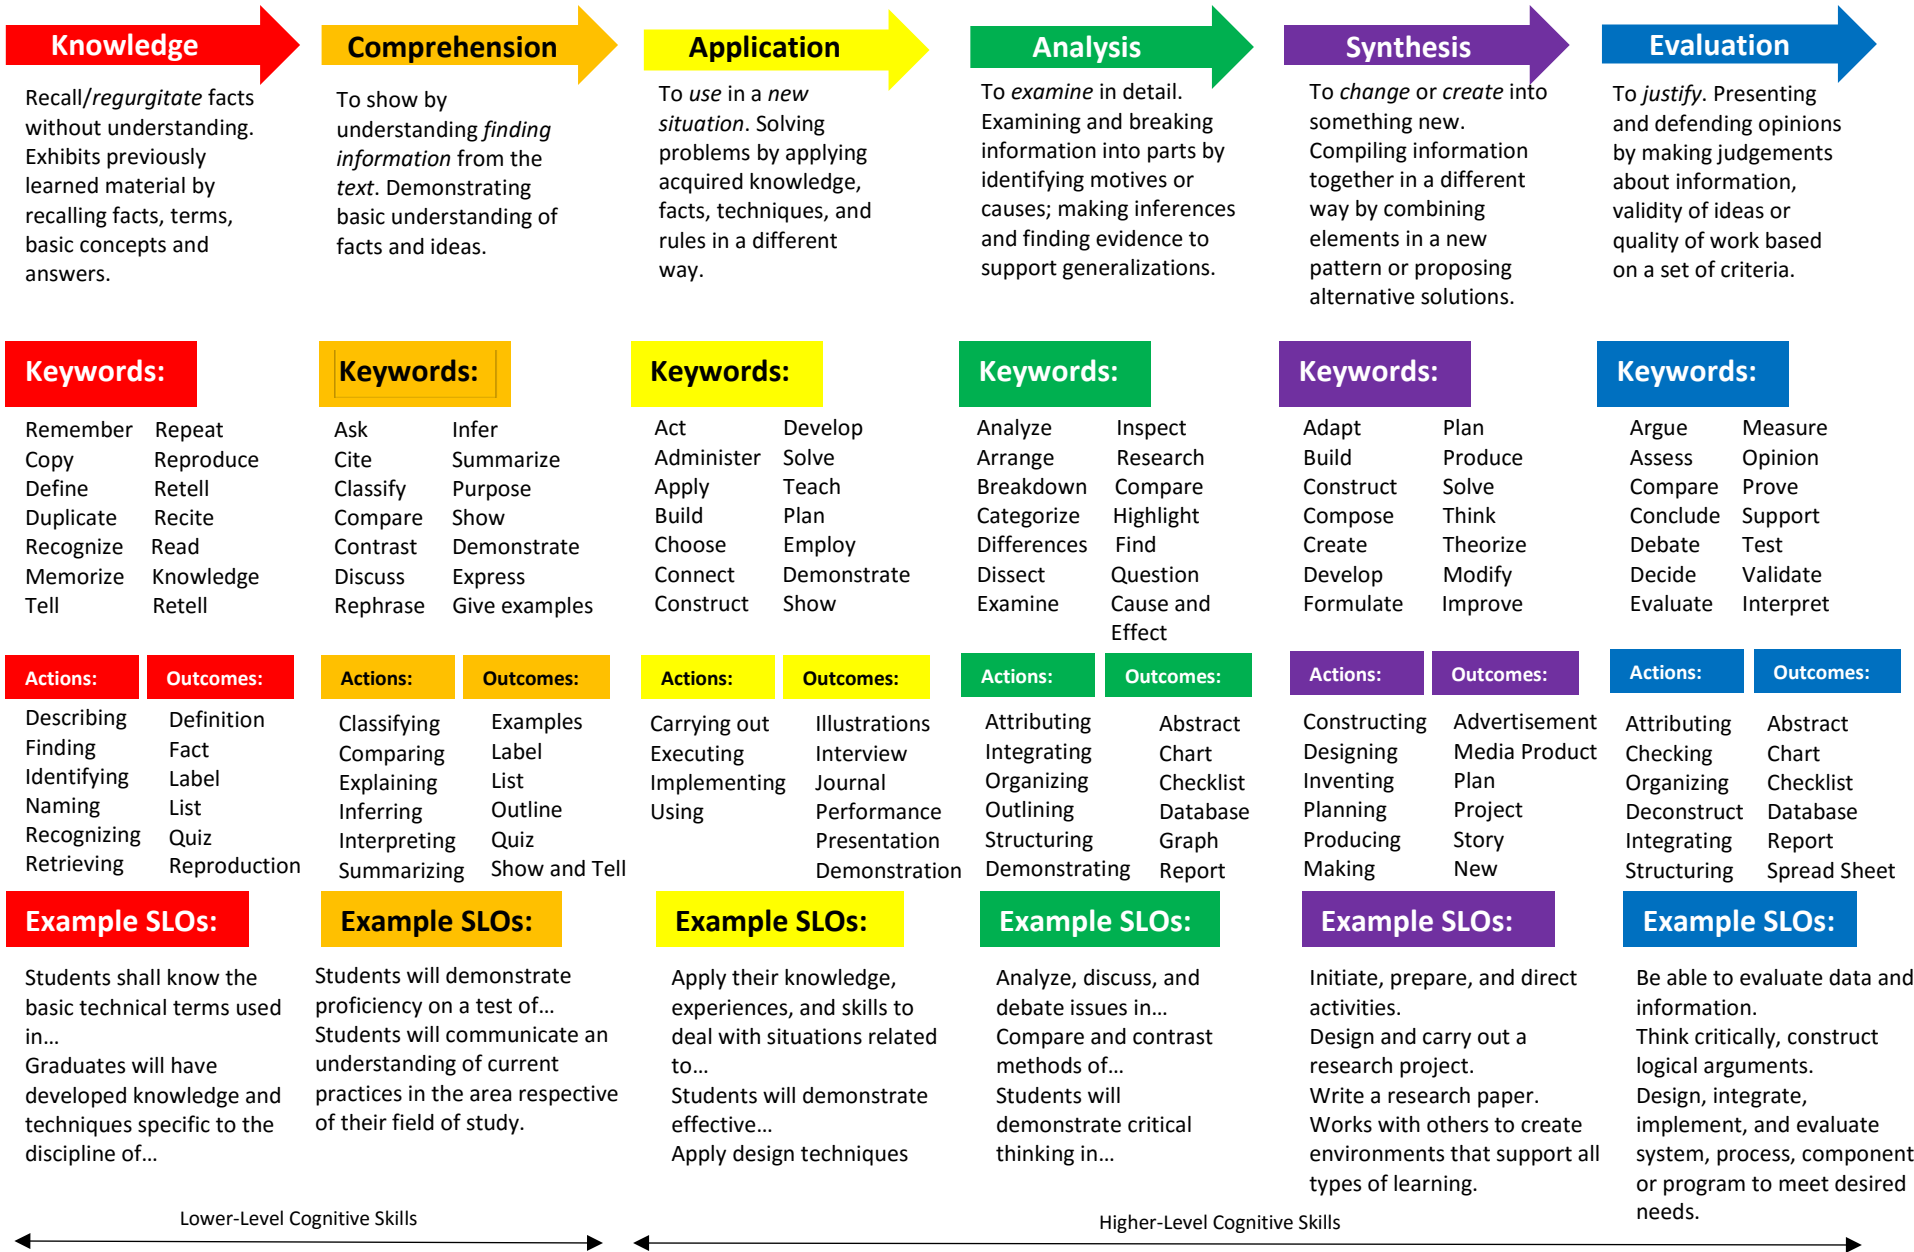 Knowledge
Recall/regurgitate facts
without understanding.
Exhibits previously
learned material by
recalling facts, terms,
basic concepts and
answers.
Keywords:
Remember Repeat
Copy Reproduce
Define Retell
Duplicate Recite
Recognize Read
Memorize Knowledge
Tell Retell
Actions: Outcomes:
Describing Definition
Finding Fact
Identifying Label
Naming List
Recognizing Quiz
Retrieving Reproduction
Example SLOs:
Students shall know the
basic technical terms used
in…
Graduates will have
developed knowledge and
techniques specific to the
discipline of…
Comprehension
To show by
understanding finding
information from the
text. Demonstrating
basic understanding of
facts and ideas.
Keywords:
Ask Infer
Cite Summarize
Classify Purpose
Compare Show
Contrast Demonstrate
Discuss Express
Rephrase Give examples
Actions: Outcomes:
Classifying Examples
Comparing Label
Explaining List
Inferring Outline
Interpreting Quiz
Summarizing Show and Tell
Example SLOs:
Students will demonstrate
proficiency on a test of…
Students will communicate an
understanding of current
practices in the area respective
of their field of study.
Application
To use in a new
situation. Solving
problems by applying
acquired knowledge,
facts, techniques, and
rules in a different
way.
Keywords:
Act Develop
Administer Solve
Apply Teach
Build Plan
Choose Employ
Connect Demonstrate
Construct Show
Actions: Outcomes:
Carrying out Illustrations
Executing Interview
Implementing Journal
Using Performance
Presentation
Demonstration
Example SLOs:
Apply their knowledge,
experiences, and skills to
deal with situations related
to…
Students will demonstrate
effective…
Apply design techniques
Analysis
To examine in detail.
Examining and breaking
information into parts by
identifying motives or
causes; making inferences
and finding evidence to
support generalizations.
Keywords:
Analyze Inspect
Arrange Research
Breakdown Compare
Categorize Highlight
Differences Find
Dissect Question
Examine Cause and
Effect
Actions: Outcomes:
Attributing Abstract
Integrating Chart
Organizing Checklist
Outlining Database
Structuring Graph
Demonstrating Report
Example SLOs:
Analyze, discuss, and
debate issues in…
Compare and contrast
methods of…
Students will
demonstrate critical
thinking in…
Synthesis
To change or create into
something new.
Compiling information
together in a different
way by combining
elements in a new
pattern or proposing
alternative solutions.
Keywords:
Adapt Plan
Build Produce
Construct Solve
Compose Think
Create Theorize
Develop Modify
Formulate Improve
Actions: Outcomes:
Constructing Advertisement
Designing Media Product
Inventing Plan
Planning Project
Producing Story
Making New
Example SLOs:
Initiate, prepare, and direct
activities.
Design and carry out a
research project.
Write a research paper.
Works with others to create
environments that support all
types of learning.
Evaluation
To justify. Presenting
and defending opinions
by making judgements
about information,
validity of ideas or
quality of work based
on a set of criteria.
Keywords:
Argue Measure
Assess Opinion
Compare Prove
Conclude Support
Debate Test
Decide Validate
Evaluate Interpret
Actions: Outcomes:
Attributing Abstract
Checking Chart
Organizing Checklist
Deconstruct Database
Integrating Report
Structuring Spread Sheet
Example SLOs:
Be able to evaluate data and
information.
Think critically, construct
logical arguments.
Design, integrate,
implement, and evaluate
system, process, component
or program to meet desired
needs.
Lower-Level Cognitive Skills
Higher-Level Cognitive Skills